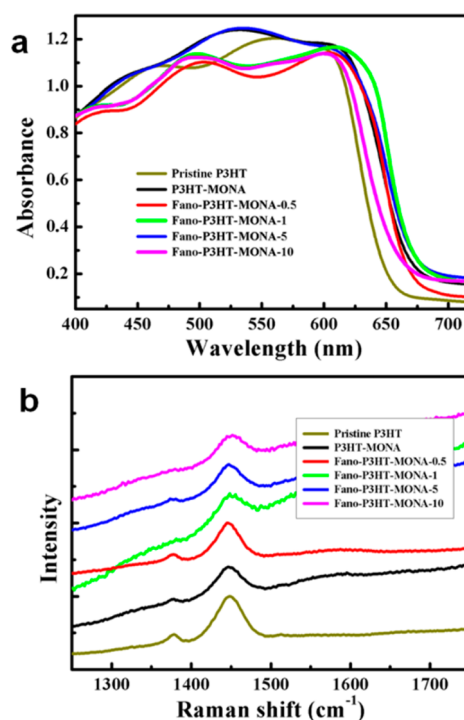 a
1.2
1.0
0.8
0.6
0.4
0.2
Absorbance
Pristine P3HT
P3HT-MONA
Fano-P3HT-MONA-0.5
Fano-P3HT-MONA-1
Fano-P3HT-MONA-5
Fano-P3HT-MONA-10
400 450 500 550 600 650 700
Wavelength (nm)
b
Intensity
Pristine P3HT
P3HT-MONA
Fano-P3HT-MONA-0.5
Fano-P3HT-MONA-1
Fano-P3HT-MONA-5
Fano-P3HT-MONA-10
1300 1400 1500 1600 1700
Raman shift (cm⁻¹)